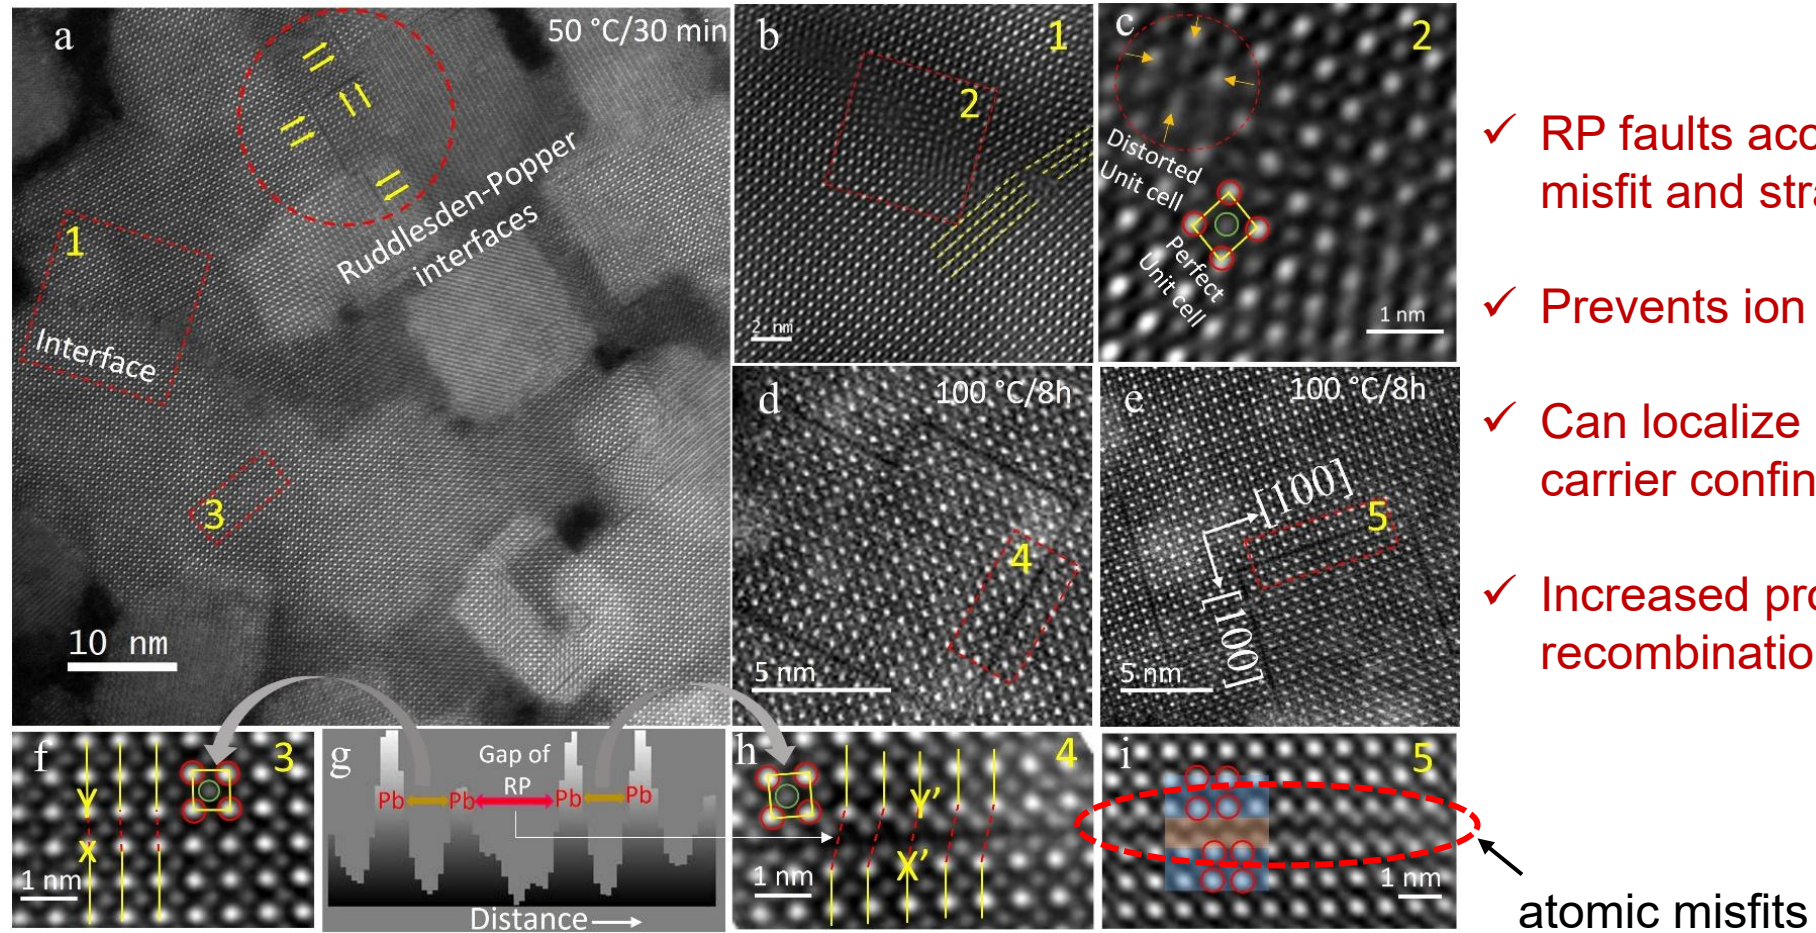 a
50 °C/30 min
Ruddlesden-Popper
interfaces
1
Interface
3
10 nm
b
1
2
2 nm
c
2
Distorted
Unit cell
Perfect
Unit cell
1 nm
d
100 °C/8h
4
5 nm
e
100 °C/8h
[100]
5
[100]
5 nm
f
3
Y
X
1 nm
g
Gap of
RP
Pb
Pb
Pb
Pb
Distance
h
4
Y'
X'
1 nm
i
5
1 nm
✓ RP faults acc
misfit and stra
✓ Prevents ion
✓ Can localize
carrier confin
✓ Increased pro
recombinatio
atomic misfits